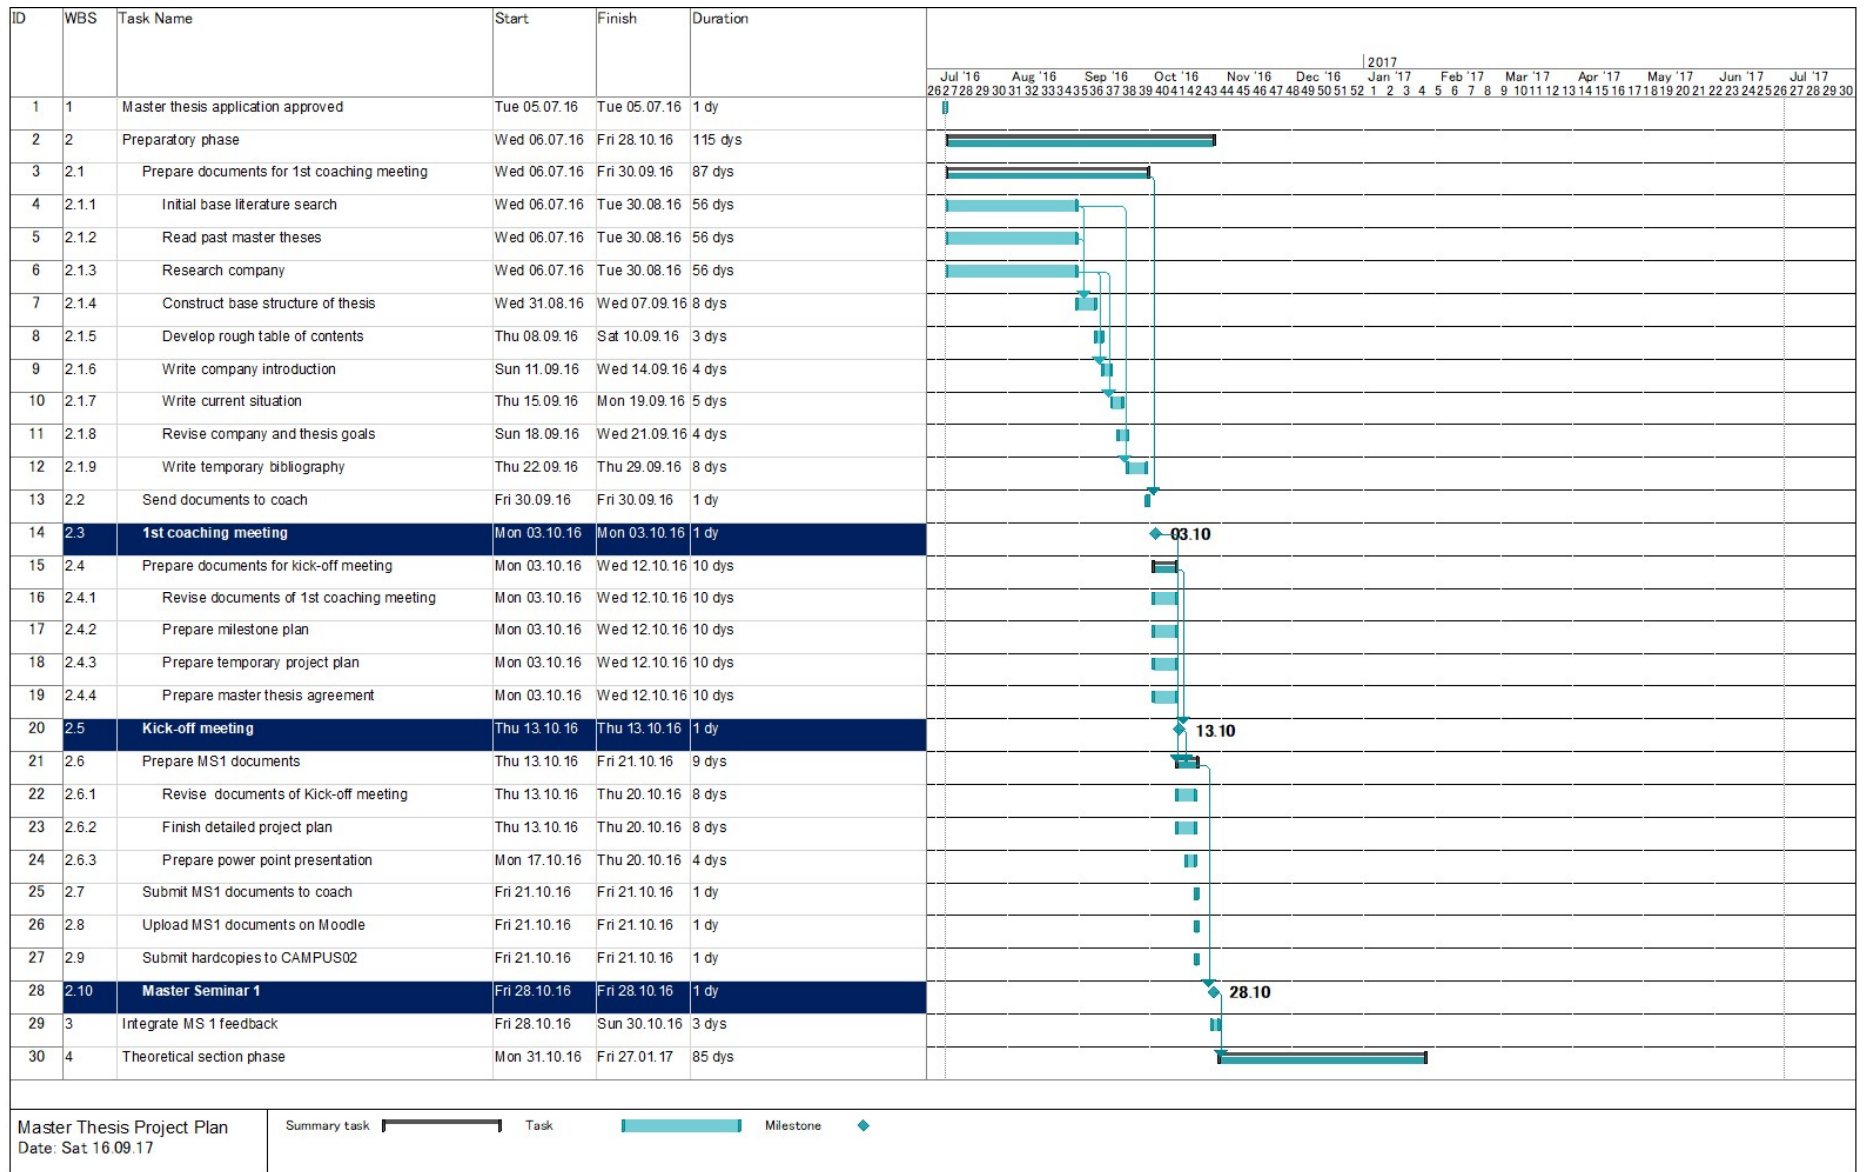 ID WBS Task Name Start Finish Duration
2017
Jul '16 Aug '16 Sep '16 Oct '16 Nov '16 Dec '16 Jan '17 Feb '17 Mar '17 Apr '17 May '17 Jun '17 Jul '17
26 27 28 29 30 31 32 33 34 35 36 37 38 39 40 41 42 43 44 45 46 47 48 49 50 51 52 1 2 3 4 5 6 7 8 9 10 11 12 13 14 15 16 17 18 19 20 21 22 23 24 25 26 27 28 29 30
1 1 Master thesis application approved Tue 05.07.16 Tue 05.07.16 1 dy
2 2 Preparatory phase Wed 06.07.16 Fri 28.10.16 115 dys
3 2.1 Prepare documents for 1st coaching meeting Wed 06.07.16 Fri 30.09.16 87 dys
4 2.1.1 Initial base literature search Wed 06.07.16 Tue 30.08.16 56 dys
5 2.1.2 Read past master theses Wed 06.07.16 Tue 30.08.16 56 dys
6 2.1.3 Research company Wed 06.07.16 Tue 30.08.16 56 dys
7 2.1.4 Construct base structure of thesis Wed 31.08.16 Wed 07.09.16 8 dys
8 2.1.5 Develop rough table of contents Thu 08.09.16 Sat 10.09.16 3 dys
9 2.1.6 Write company introduction Sun 11.09.16 Wed 14.09.16 4 dys
10 2.1.7 Write current situation Thu 15.09.16 Mon 19.09.16 5 dys
11 2.1.8 Revise company and thesis goals Sun 18.09.16 Wed 21.09.16 4 dys
12 2.1.9 Write temporary bibliography Thu 22.09.16 Thu 29.09.16 8 dys
13 2.2 Send documents to coach Fri 30.09.16 Fri 30.09.16 1 dy
14 2.3 1st coaching meeting Mon 03.10.16 Mon 03.10.16 1 dy 03.10
15 2.4 Prepare documents for kick-off meeting Mon 03.10.16 Wed 12.10.16 10 dys
16 2.4.1 Revise documents of 1st coaching meeting Mon 03.10.16 Wed 12.10.16 10 dys
17 2.4.2 Prepare milestone plan Mon 03.10.16 Wed 12.10.16 10 dys
18 2.4.3 Prepare temporary project plan Mon 03.10.16 Wed 12.10.16 10 dys
19 2.4.4 Prepare master thesis agreement Mon 03.10.16 Wed 12.10.16 10 dys
20 2.5 Kick-off meeting Thu 13.10.16 Thu 13.10.16 1 dy 13.10
21 2.6 Prepare MS1 documents Thu 13.10.16 Fri 21.10.16 9 dys
22 2.6.1 Revise documents of Kick-off meeting Thu 13.10.16 Thu 20.10.16 8 dys
23 2.6.2 Finish detailed project plan Thu 13.10.16 Thu 20.10.16 8 dys
24 2.6.3 Prepare power point presentation Mon 17.10.16 Thu 20.10.16 4 dys
25 2.7 Submit MS1 documents to coach Fri 21.10.16 Fri 21.10.16 1 dy
26 2.8 Upload MS1 documents on Moodle Fri 21.10.16 Fri 21.10.16 1 dy
27 2.9 Submit hardcopies to CAMPUS02 Fri 21.10.16 Fri 21.10.16 1 dy
28 2.10 Master Seminar 1 Fri 28.10.16 Fri 28.10.16 1 dy 28.10
29 3 Integrate MS 1 feedback Fri 28.10.16 Sun 30.10.16 3 dys
30 4 Theoretical section phase Mon 31.10.16 Fri 27.01.17 85 dys
Master Thesis Project Plan
Date: Sat 16.09.17
Summary task Task Milestone